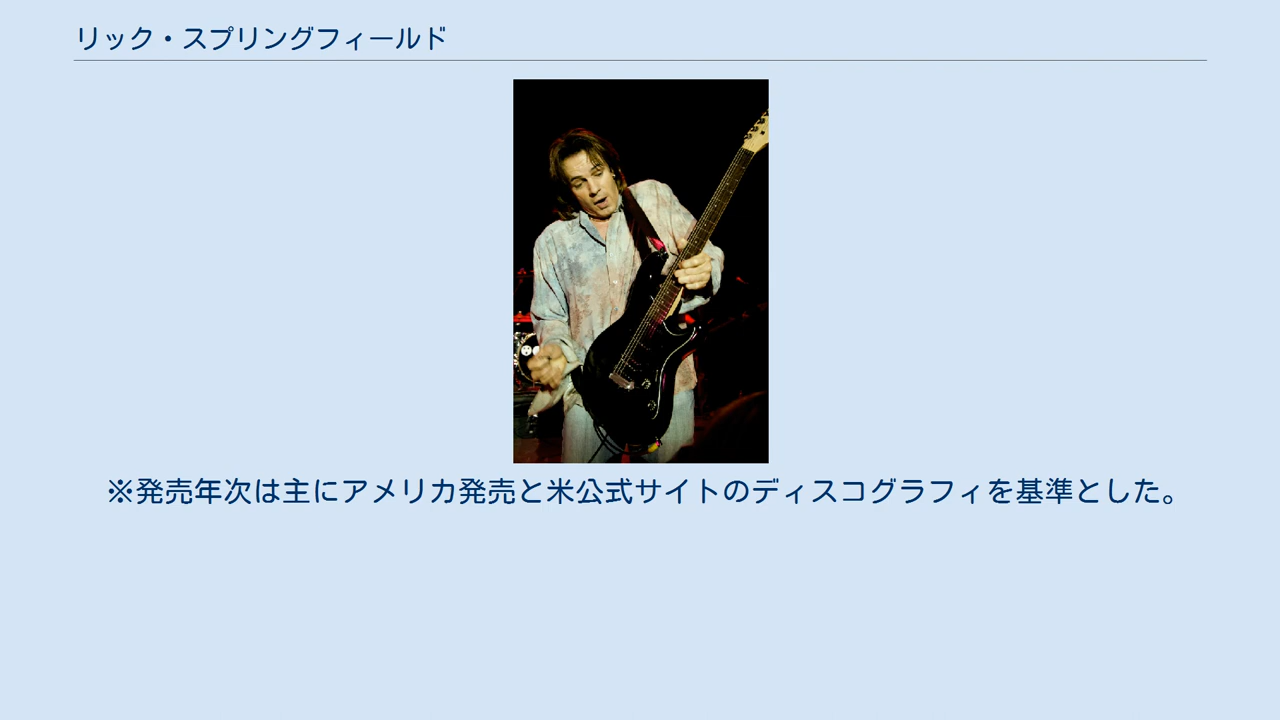 リック・スプリングフィールド
※発売年次は主にアメリカ発売と米公式サイトのディスコグラフィを基準とした。